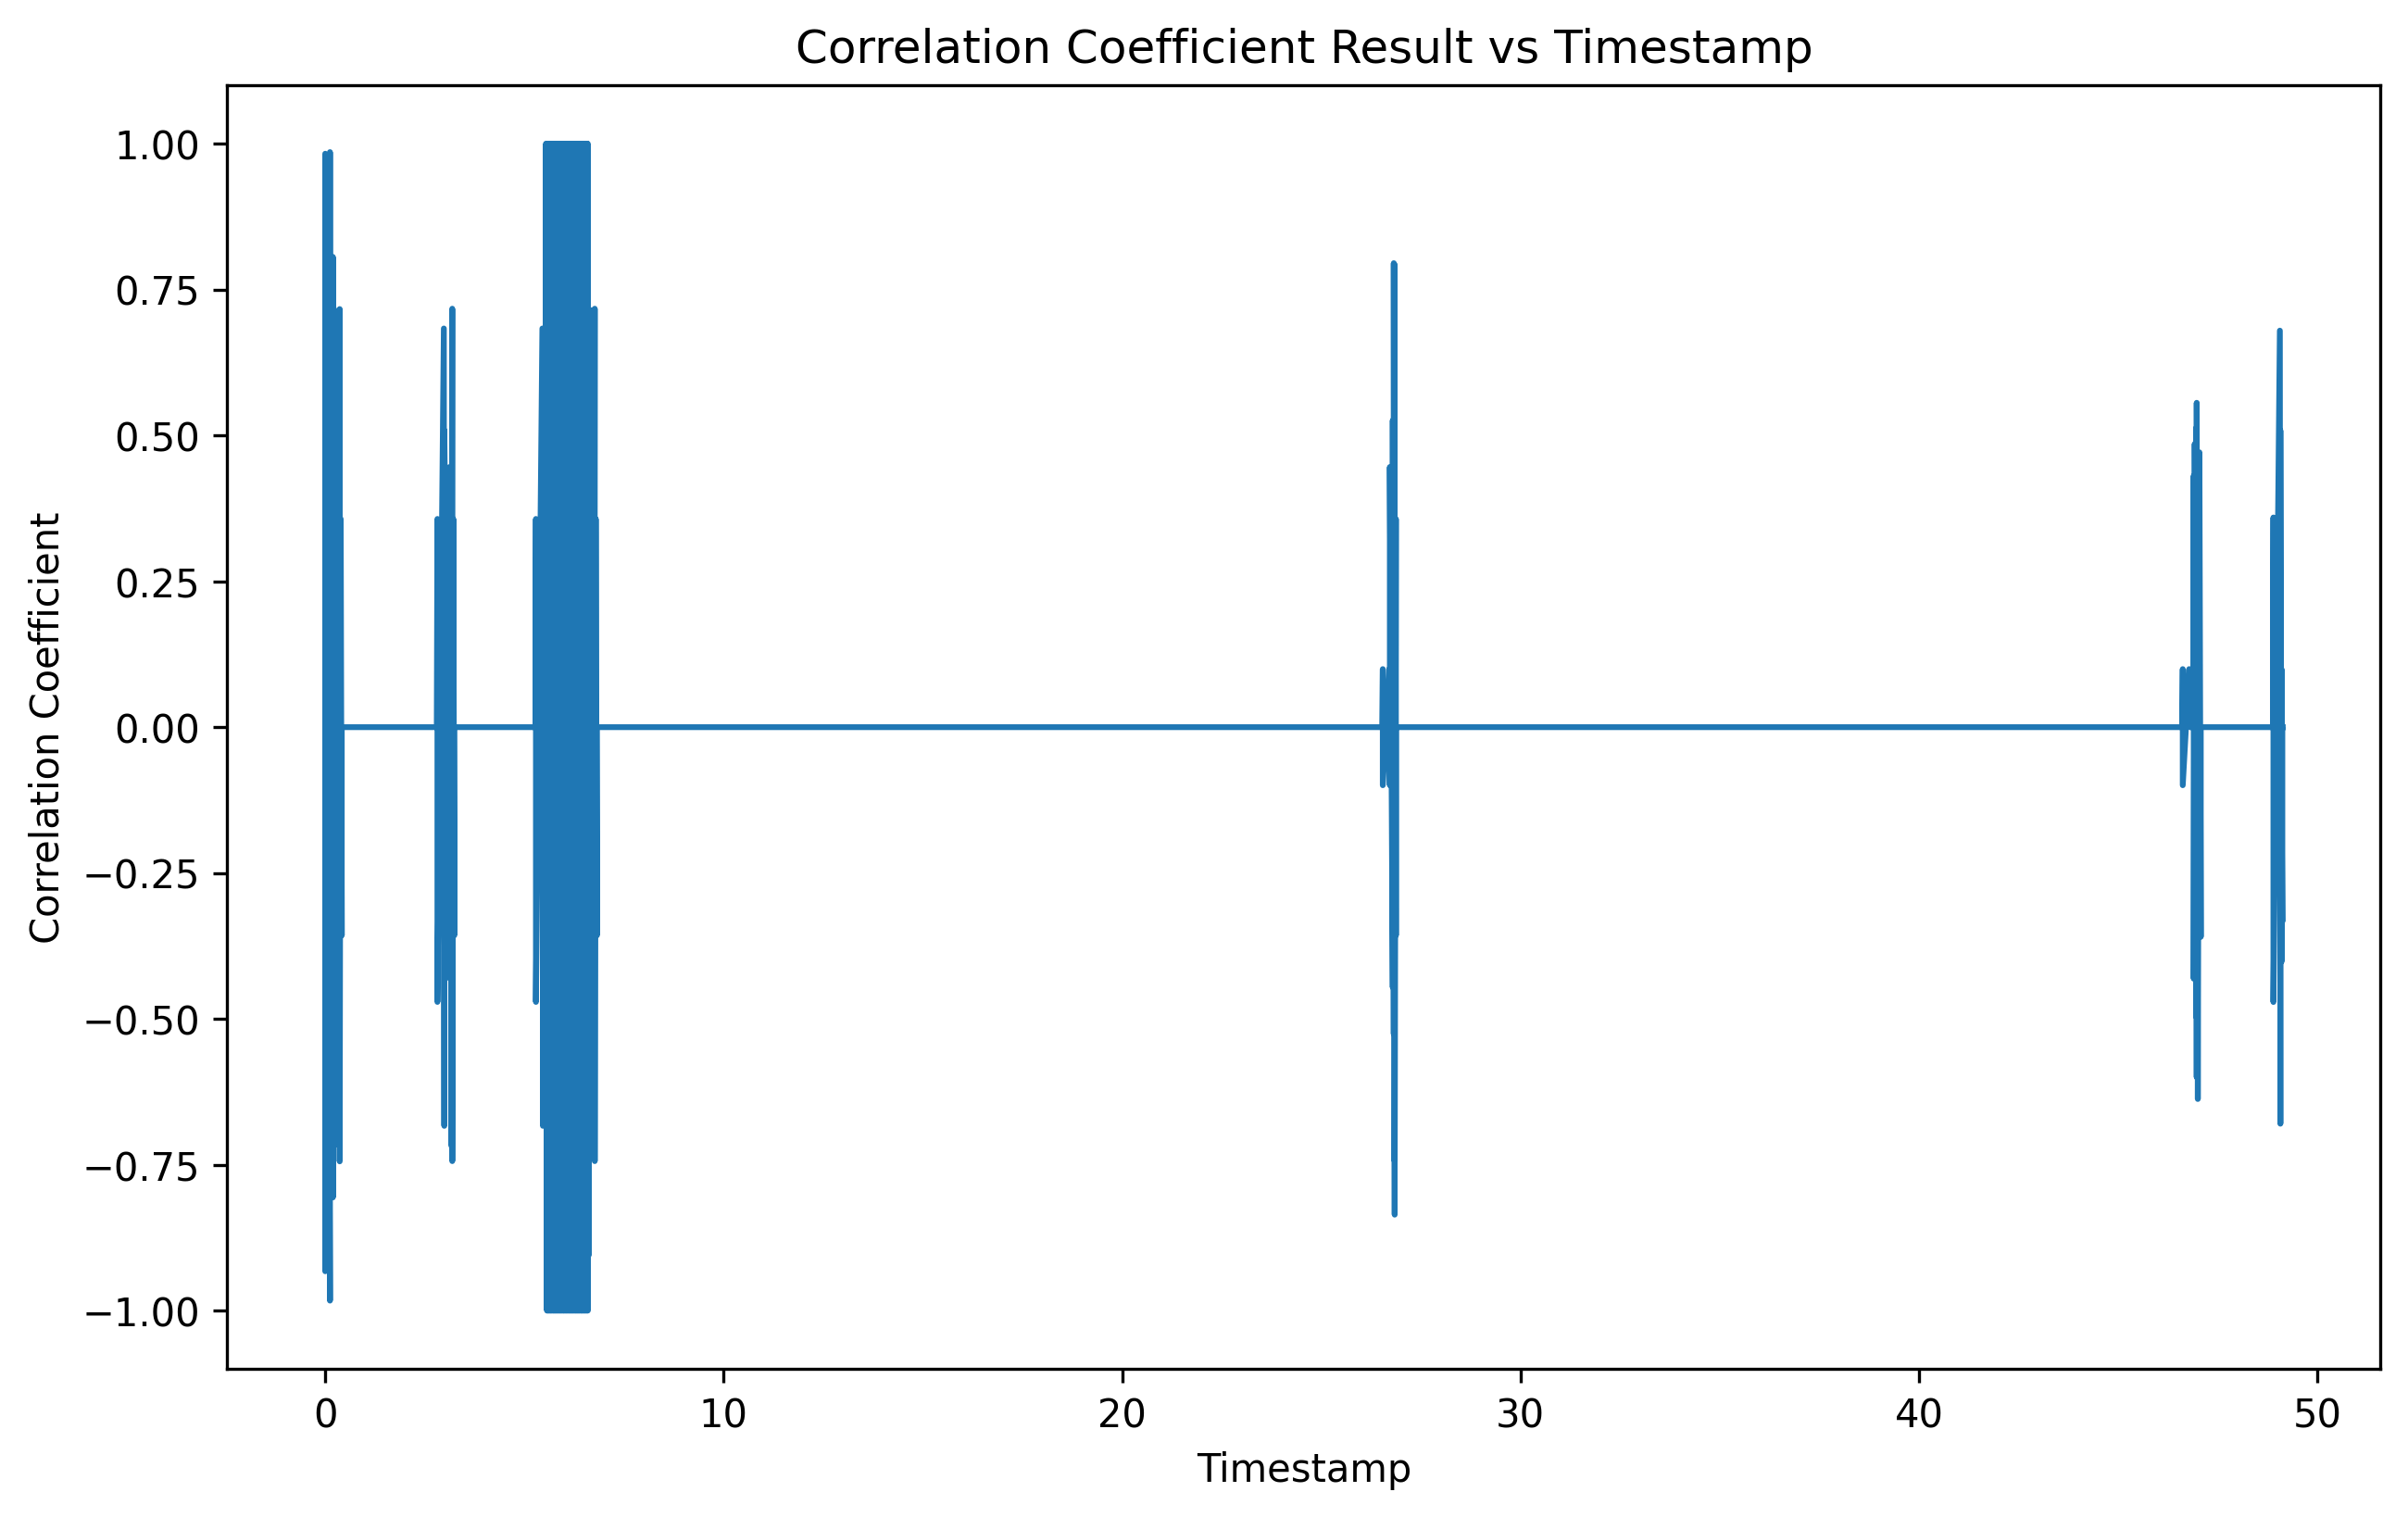 Correlation Coefficient Result vs Timestamp
Correlation Coefficient
1.00
0.75
0.50
0.25
0.00
−0.25
−0.50
−0.75
−1.00
0 10 20 30 40 50
Timestamp